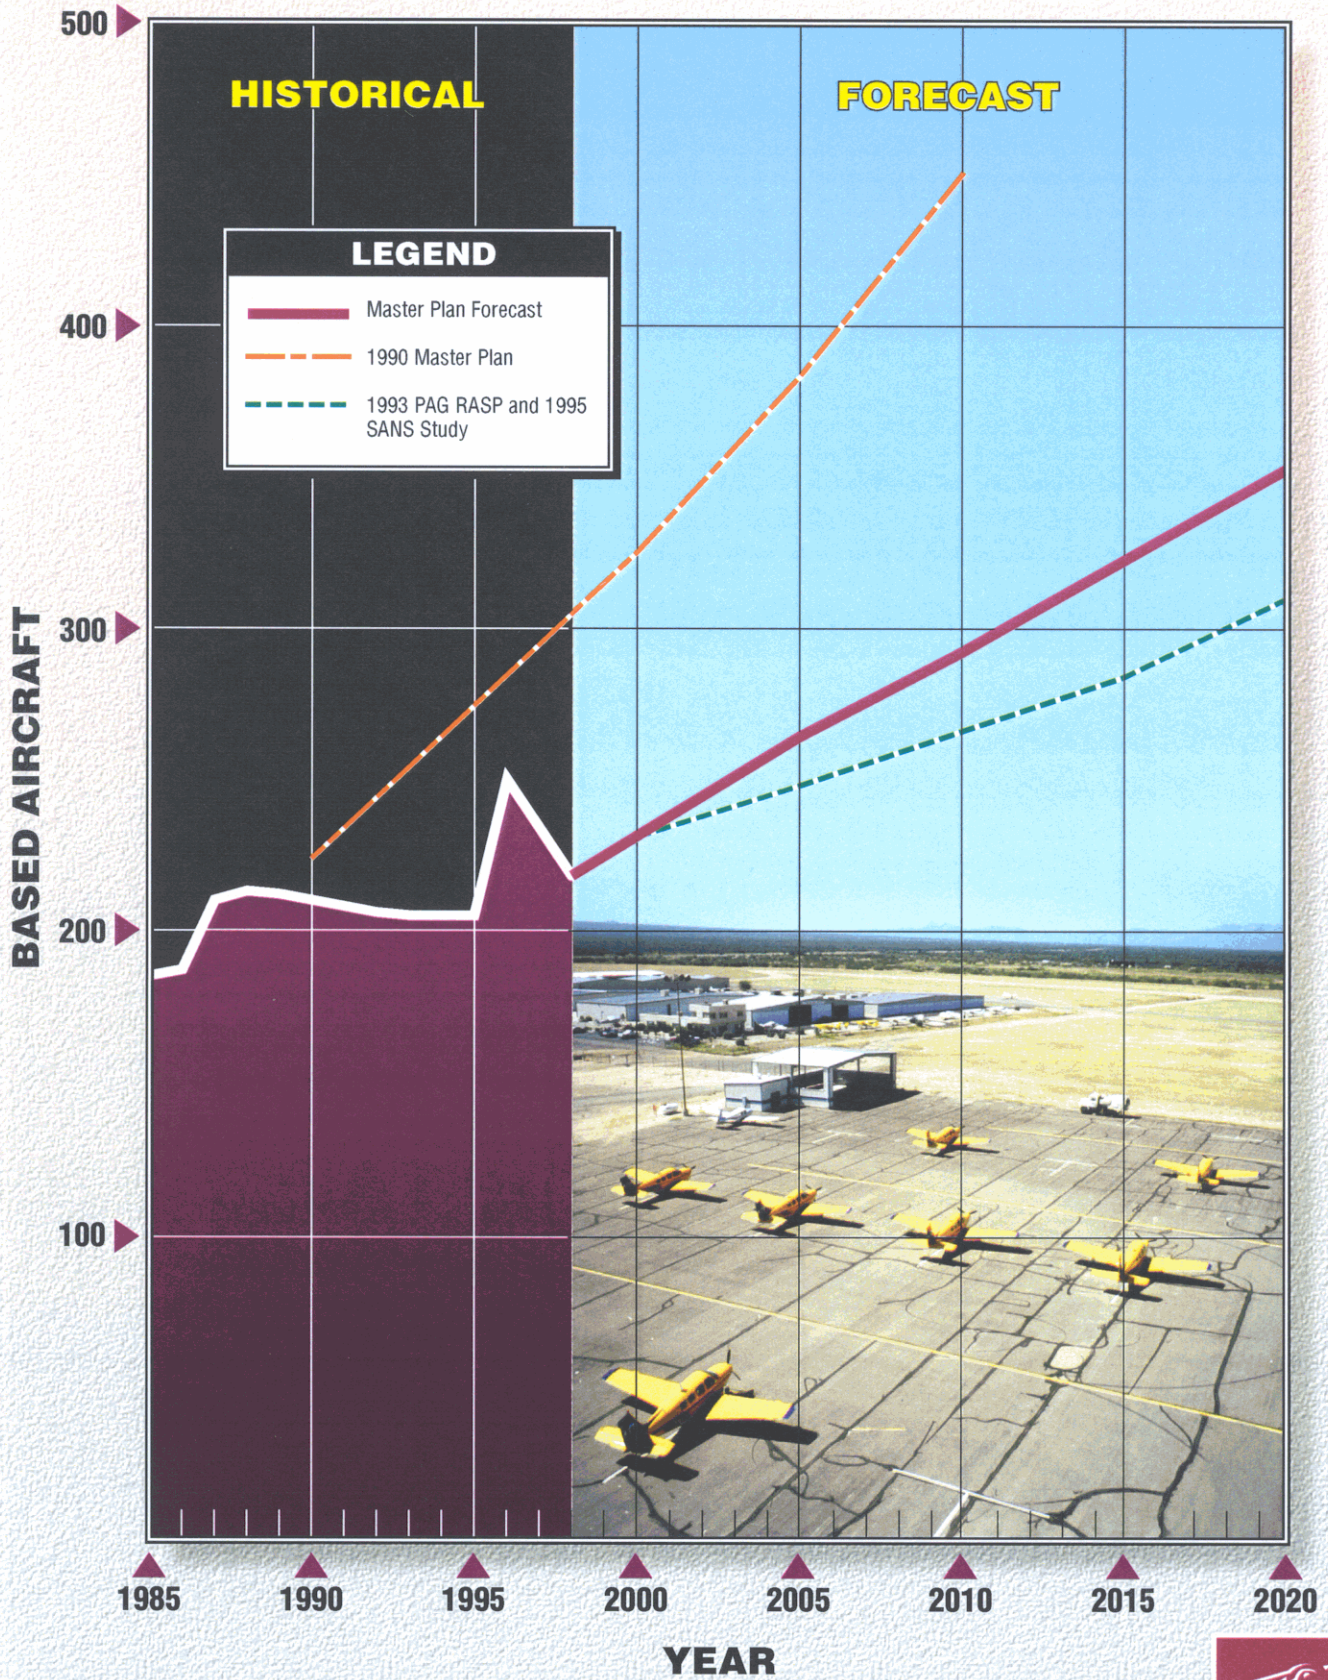 500
HISTORICAL
FORECAST
LEGEND
Master Plan Forecast
400
1990 Master Plan
1993 PAG RASP and 1995
SANS Study
300
BASED AIRCRAFT
200
100
1985 1990 1995 2000 2005 2010 2015 2020
YEAR